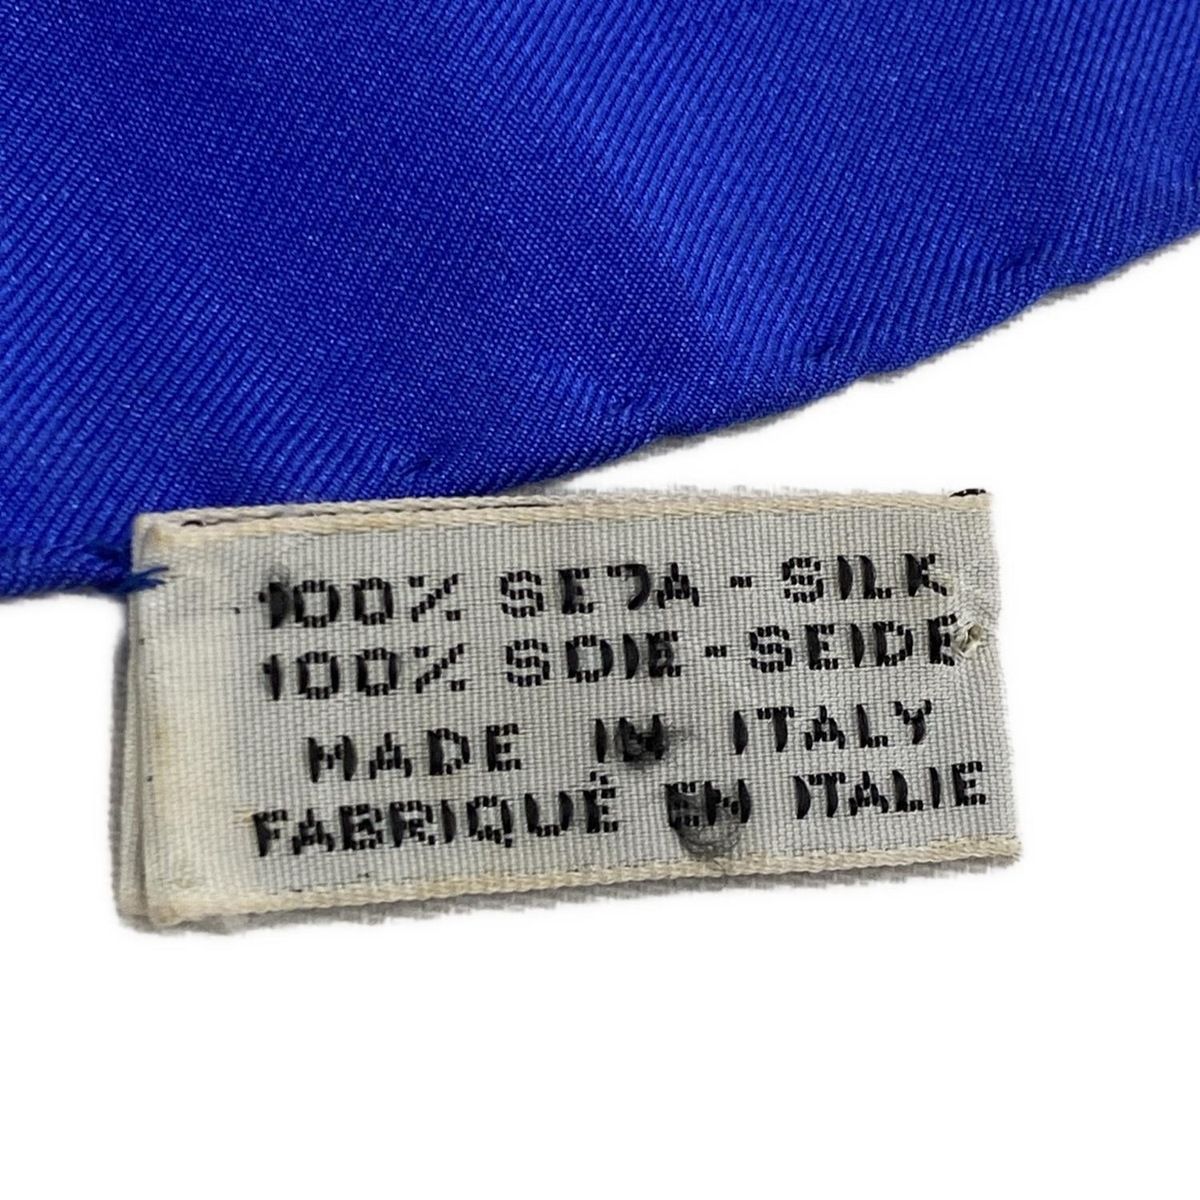 100% SETA - SILK
100% SOIE - SEIDE
MADE IN ITALY
FABRIQUÉ EN ITALIE